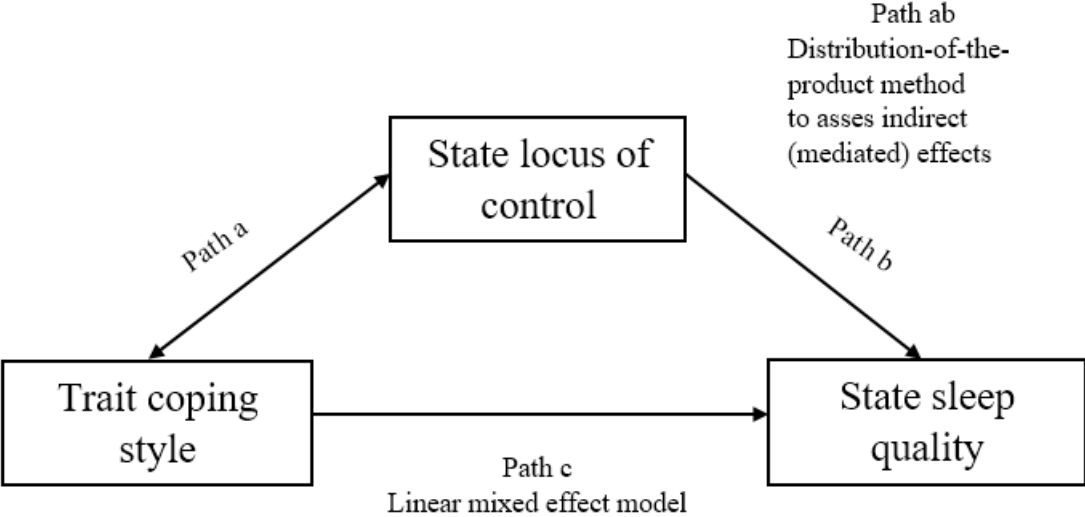 Path ab
Distribution-of-the-
product method
to asses indirect
(mediated) effects
State locus of
control
Path a
Path b
Trait coping
style
State sleep
quality
Path c
Linear mixed effect model